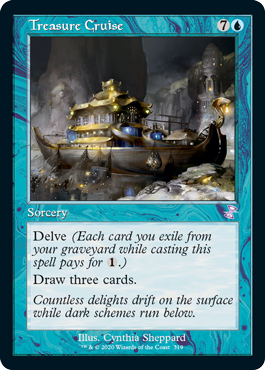 Treasure Cruise 7
Sorcery
Delve (Each card you exile from
your graveyard while casting this
spell pays for 1.)
Draw three cards.
Countless delights drift on the surface
while dark schemes run below.
Illus. Cynthia Sheppard
™ & © 2020 Wizards of the Coast 319